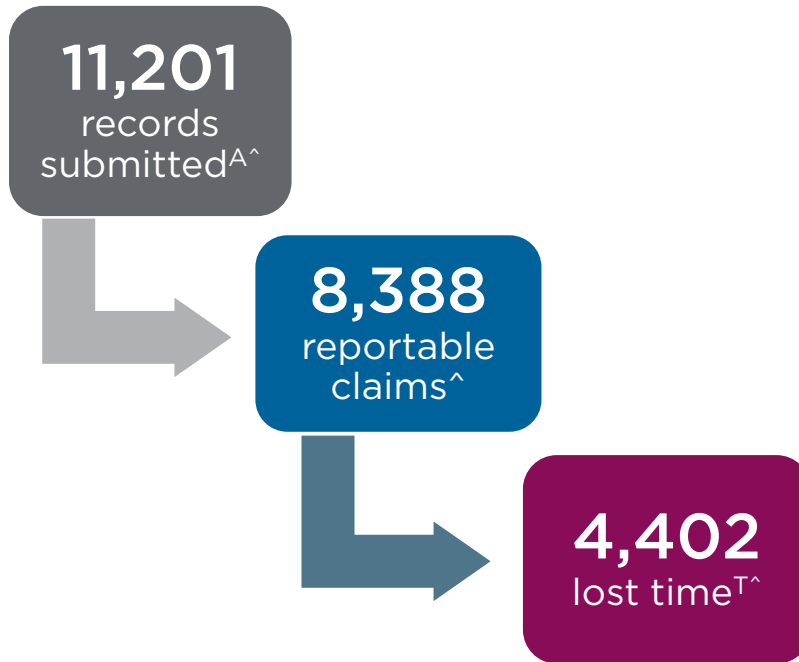 11,201
records
submittedA^
8,388
reportable
claims^
4,402
lost timeT^